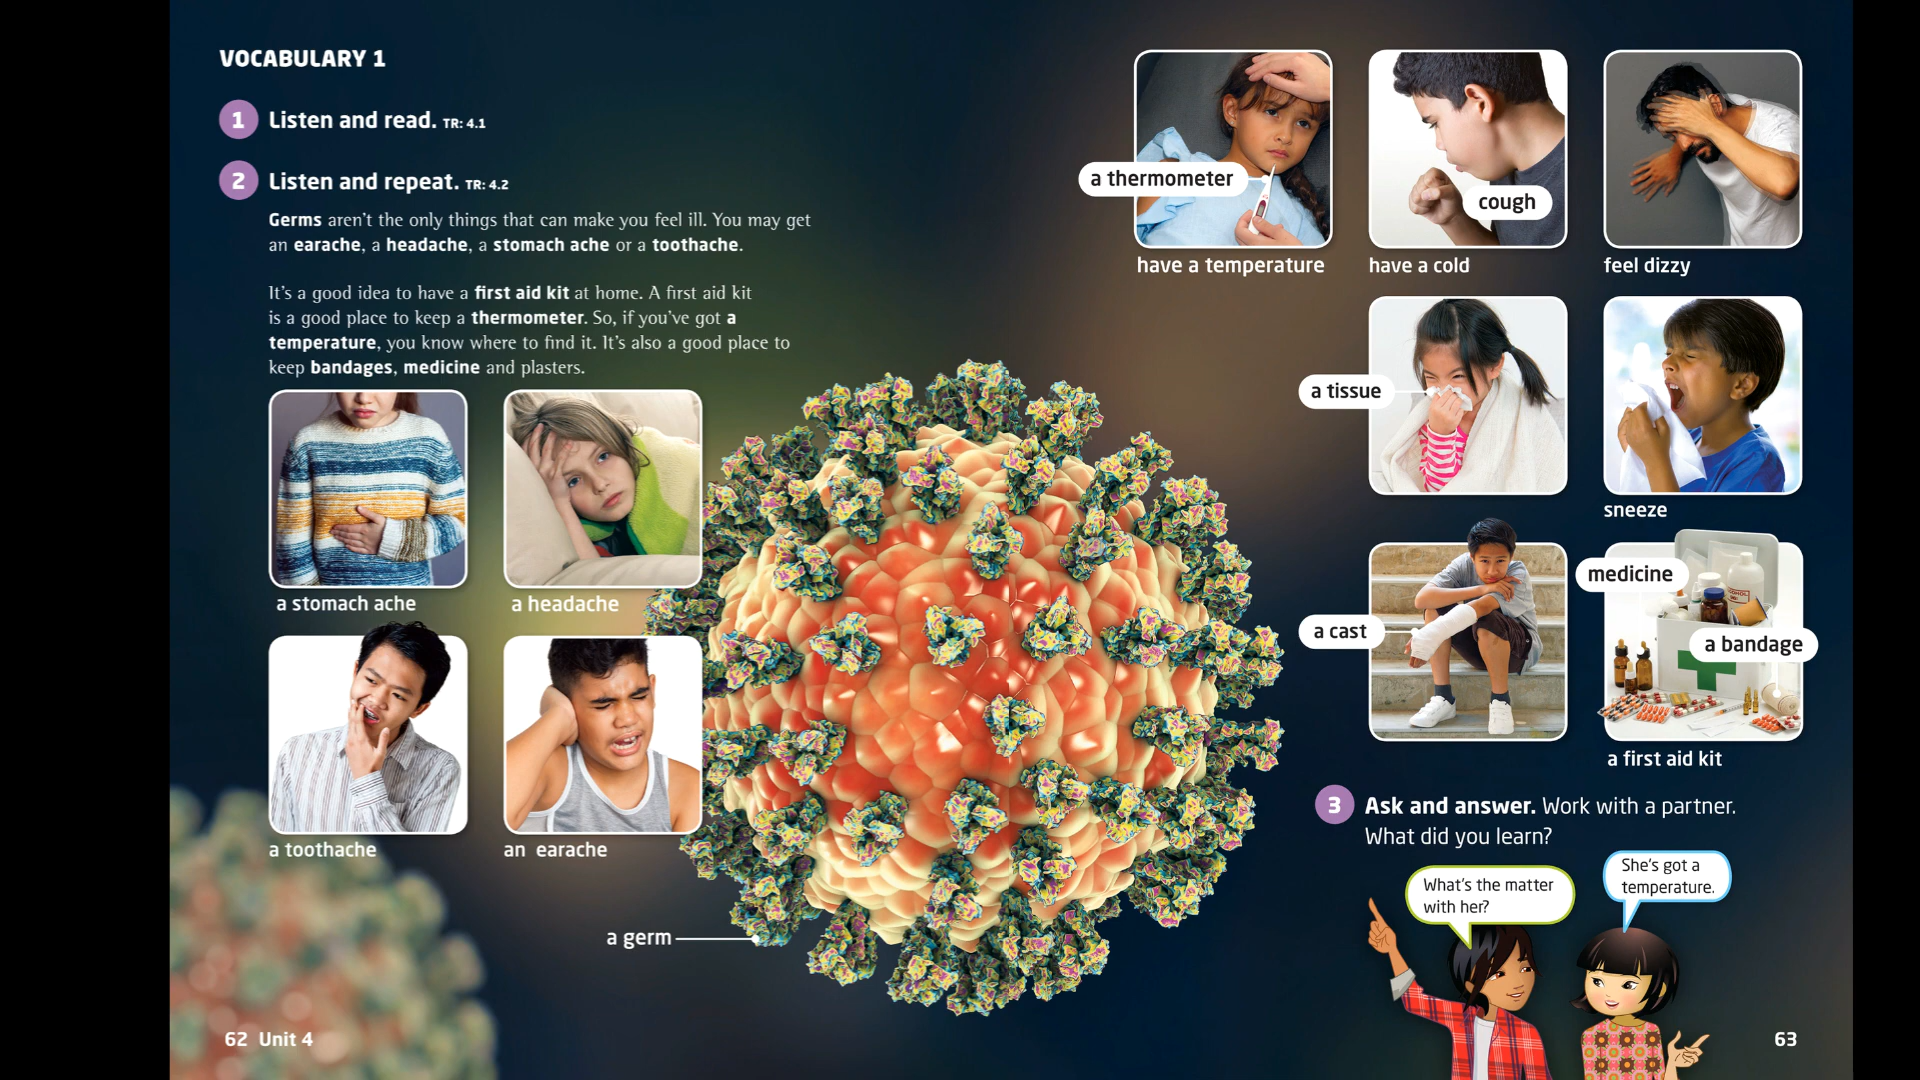 VOCABULARY 1
1 Listen and read. TR: 4.1
2 Listen and repeat. TR: 4.2
Germs aren't the only things that can make you feel ill. You may get
an earache, a headache, a stomach ache or a toothache.
It's a good idea to have a first aid kit at home. A first aid kit
is a good place to keep a thermometer. So, if you've got a
temperature, you know where to find it. It's also a good place to
keep bandages, medicine and plasters.
a stomach ache
a headache
a toothache
an earache
a germ
62 Unit 4
a thermometer
cough
have a temperature
have a cold
feel dizzy
a tissue
sneeze
a cast
medicine
a bandage
a first aid kit
3 Ask and answer. Work with a partner.
What did you learn?
What's the matter
with her?
She's got a
temperature.
63